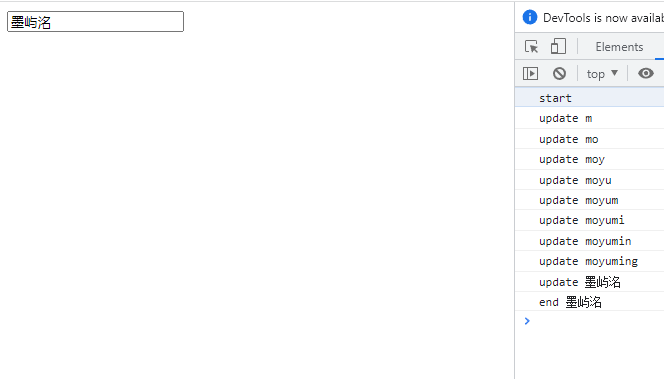 墨屿洺
DevTools is now availab
Elements
top
start
update m
update mo
update moy
update moyu
update moyum
update moyumi
update moyumin
update moyuming
update 墨屿洺
end 墨屿洺